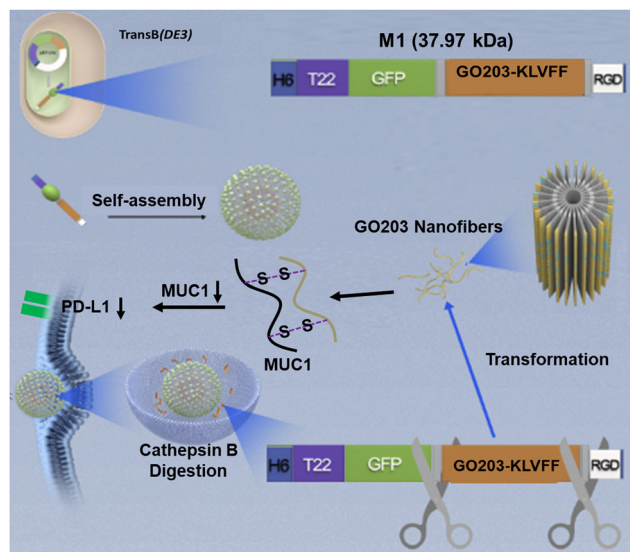 TransB(DE3)
M1 (37.97 kDa)
H6 T22 GFP GO203-KLVFF RGD
Self-assembly
GO203 Nanofibers
S S
MUC1
PD-L1
S S
MUC1
Transformation
Cathepsin B
Digestion
H6 T22 GFP GO203-KLVFF RGD